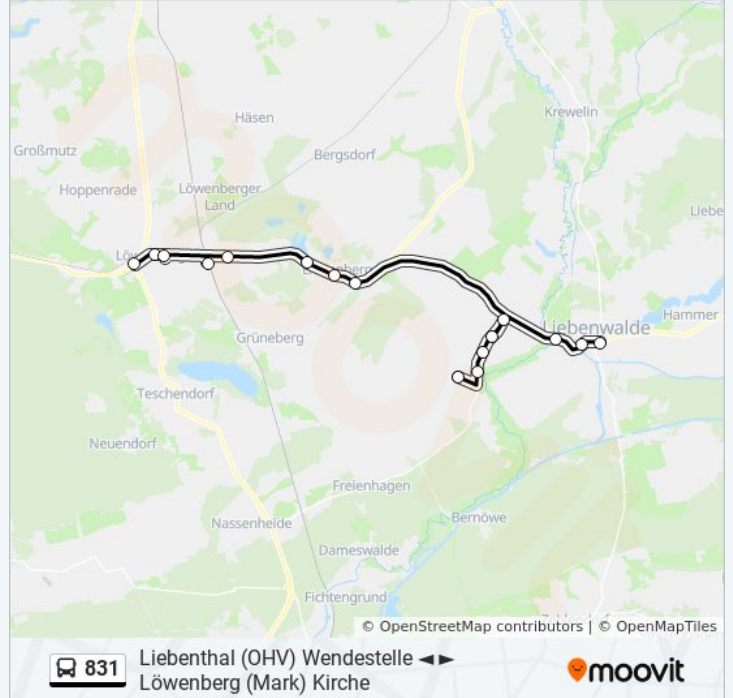 Häsen
Krewelin
Großmutz
Bergsdorf
Hoppenrade
Löwenberger
Land
Liebe
Hammer
Liebenwalde
Grüneberg
Teschendorf
Neuendorf
Freienhagen
Nassenheide
Bernöwe
Dameswalde
Fichtengrund
© OpenStreetMap contributors | © OpenMapTiles
831
Liebenthal (OHV) Wendestelle ◄►
Löwenberg (Mark) Kirche
moovit